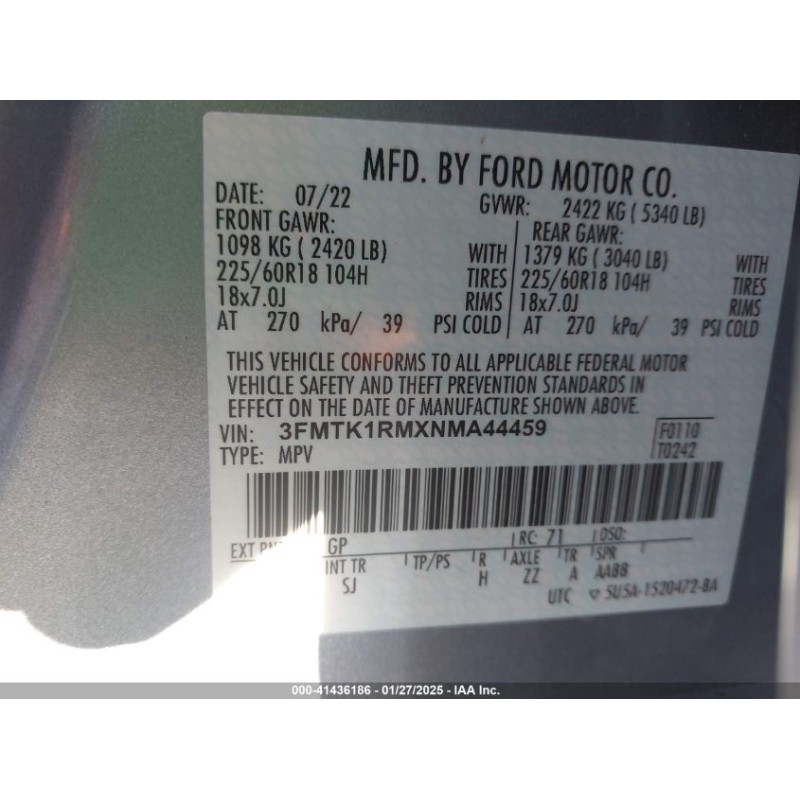 MFD. BY FORD MOTOR CO.
DATE: 07/22 GVWR: 2422 KG ( 5340 LB)
FRONT GAWR: REAR GAWR:
1098 KG ( 2420 LB) WITH 1379 KG ( 3040 LB) WITH
225/60R18 104H TIRES 225/60R18 104H TIRES
18x7.0J RIMS 18x7.0J RIMS
AT 270 kPa/ 39 PSI COLD AT 270 kPa/ 39 PSI COLD
THIS VEHICLE CONFORMS TO ALL APPLICABLE FEDERAL MOTOR
VEHICLE SAFETY AND THEFT PREVENTION STANDARDS IN
EFFECT ON THE DATE OF MANUFACTURE SHOWN ABOVE.
VIN: 3FMTK1RMXNMA44459 F0110
TYPE: MPV T0242
EXT GP RC: 71 DSO:
INT TR TP/PS R AXLE TR SPR
SJ H ZZ A AABB
UTC ▽ 5U5A-1520472-BA
000-41436186 - 01/27/2025 - IAA Inc.